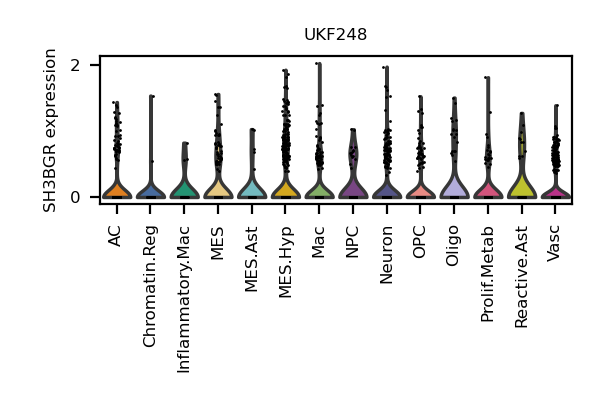 UKF248
SH3BGR expression
2
0
AC
Chromatin.Reg
Inflammatory.Mac
MES
MES.Ast
MES.Hyp
Mac
NPC
Neuron
OPC
Oligo
Prolif.Metab
Reactive.Ast
Vasc